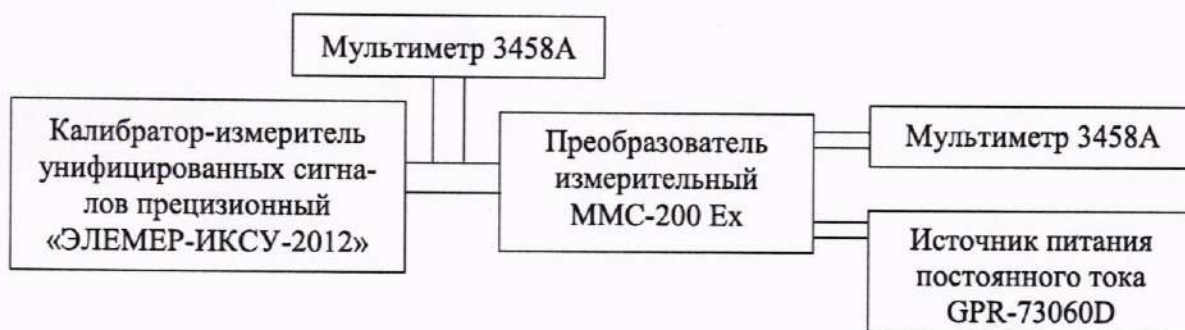 Мультиметр 3458А
Калибратор-измеритель
унифицированных сигна-
лов прецизионный
«ЭЛЕМЕР-ИКСУ-2012»
Преобразователь
измерительный
ММС-200 Ex
Мультиметр 3458А
Источник питания
постоянного тока
GPR-73060D